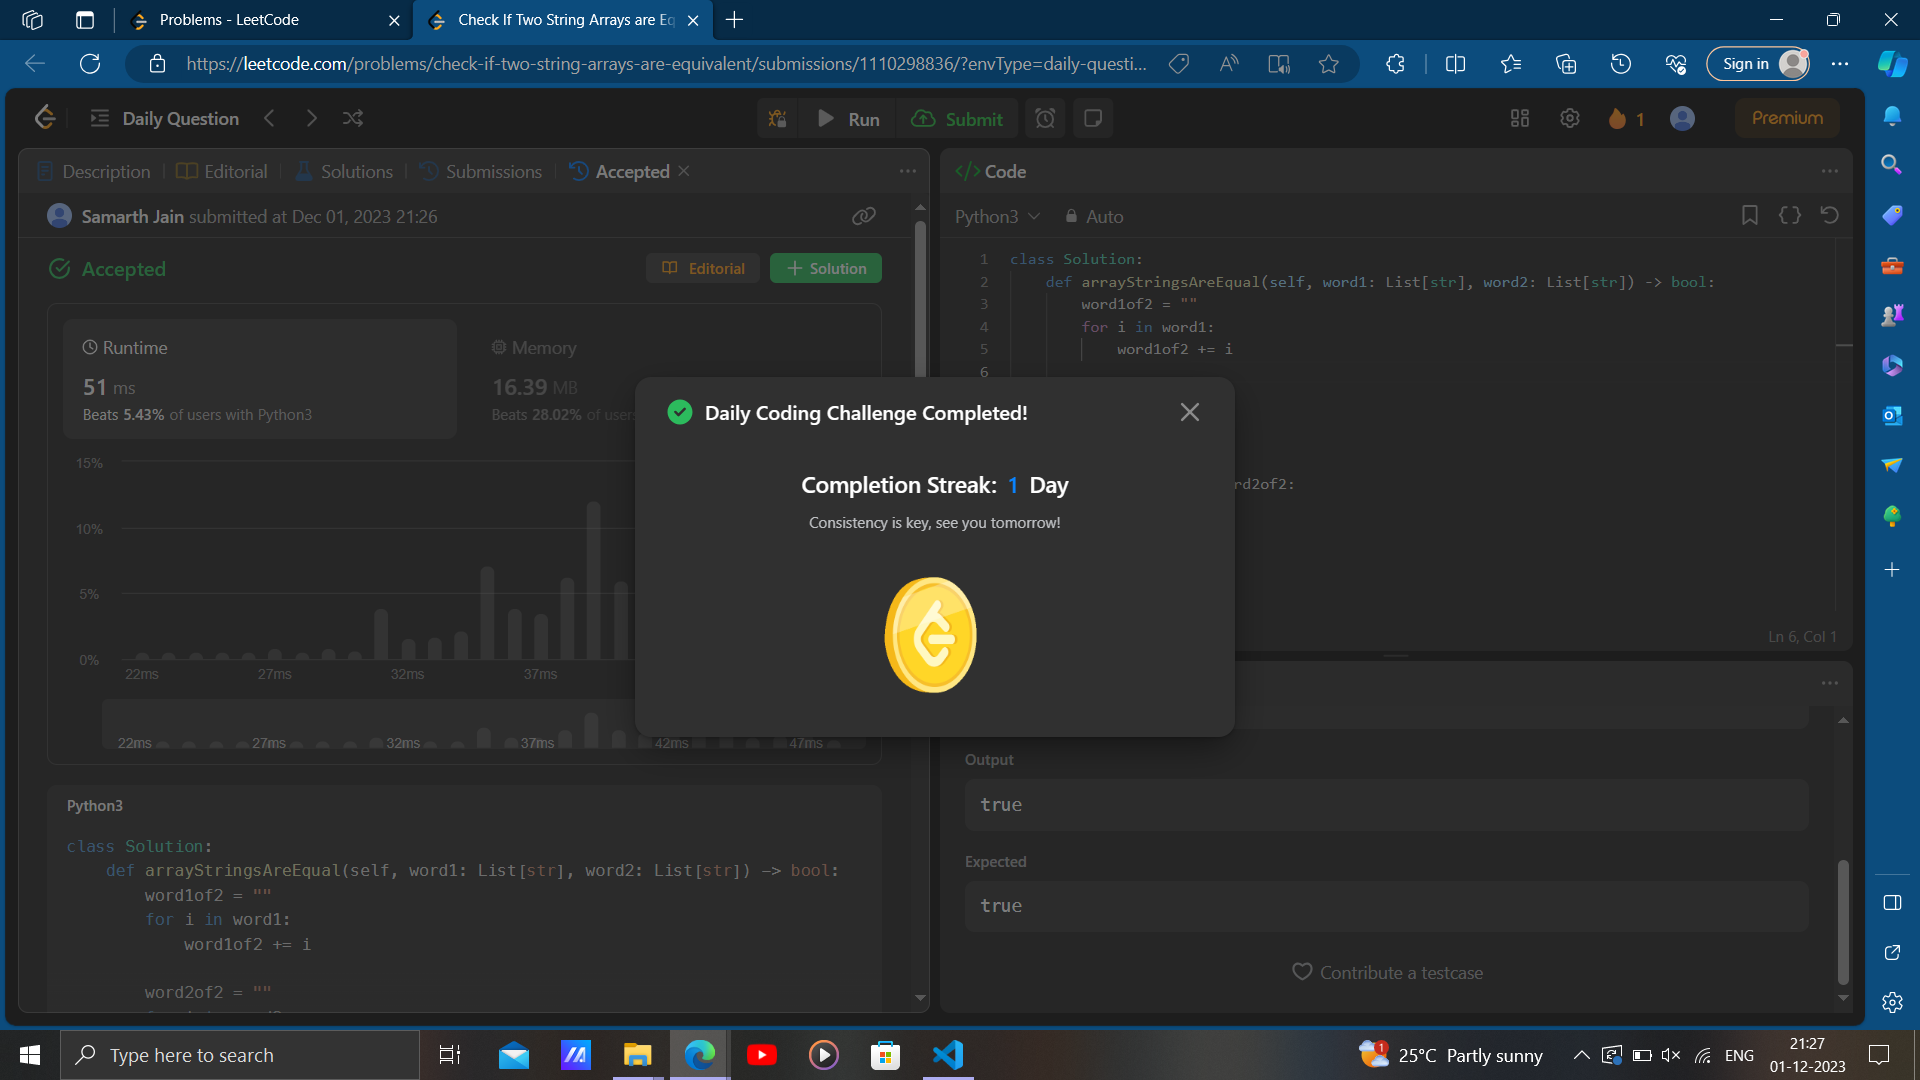 Problems - LeetCode
Check If Two String Arrays are Eq
https://leetcode.com/problems/check-if-two-string-arrays-are-equivalent/submissions/1110298836/?envType=daily-questi...
Sign in
Daily Question
Run
Submit
1
Premium
Description
Editorial
Solutions
Submissions
Accepted
Samarth Jain submitted at Dec 01, 2023 21:26
Accepted
Editorial
Solution
Runtime
51 ms
Beats 5.43% of users with Python3
Memory
16.39 MB
Beats 28.02% of users
15%
10%
5%
0%
22ms
27ms
32ms
37ms
22ms
27ms
32ms
37ms
42ms
47ms
Python3
class Solution:
def arrayStringsAreEqual(self, word1: List[str], word2: List[str]) -> bool:
word1of2 = ""
for i in word1:
word1of2 += i
word2of2 = ""
Daily Coding Challenge Completed!
Completion Streak: 1 Day
Consistency is key, see you tomorrow!
Code
Python3
Auto
1 class Solution:
2 def arrayStringsAreEqual(self, word1: List[str], word2: List[str]) -> bool:
3 word1of2 = ""
4 for i in word1:
5 word1of2 += i
6
rd2of2:
Ln 6, Col 1
Output
true
Expected
true
Contribute a testcase
Type here to search
1
25°C Partly sunny
ENG
21:27
01-12-2023